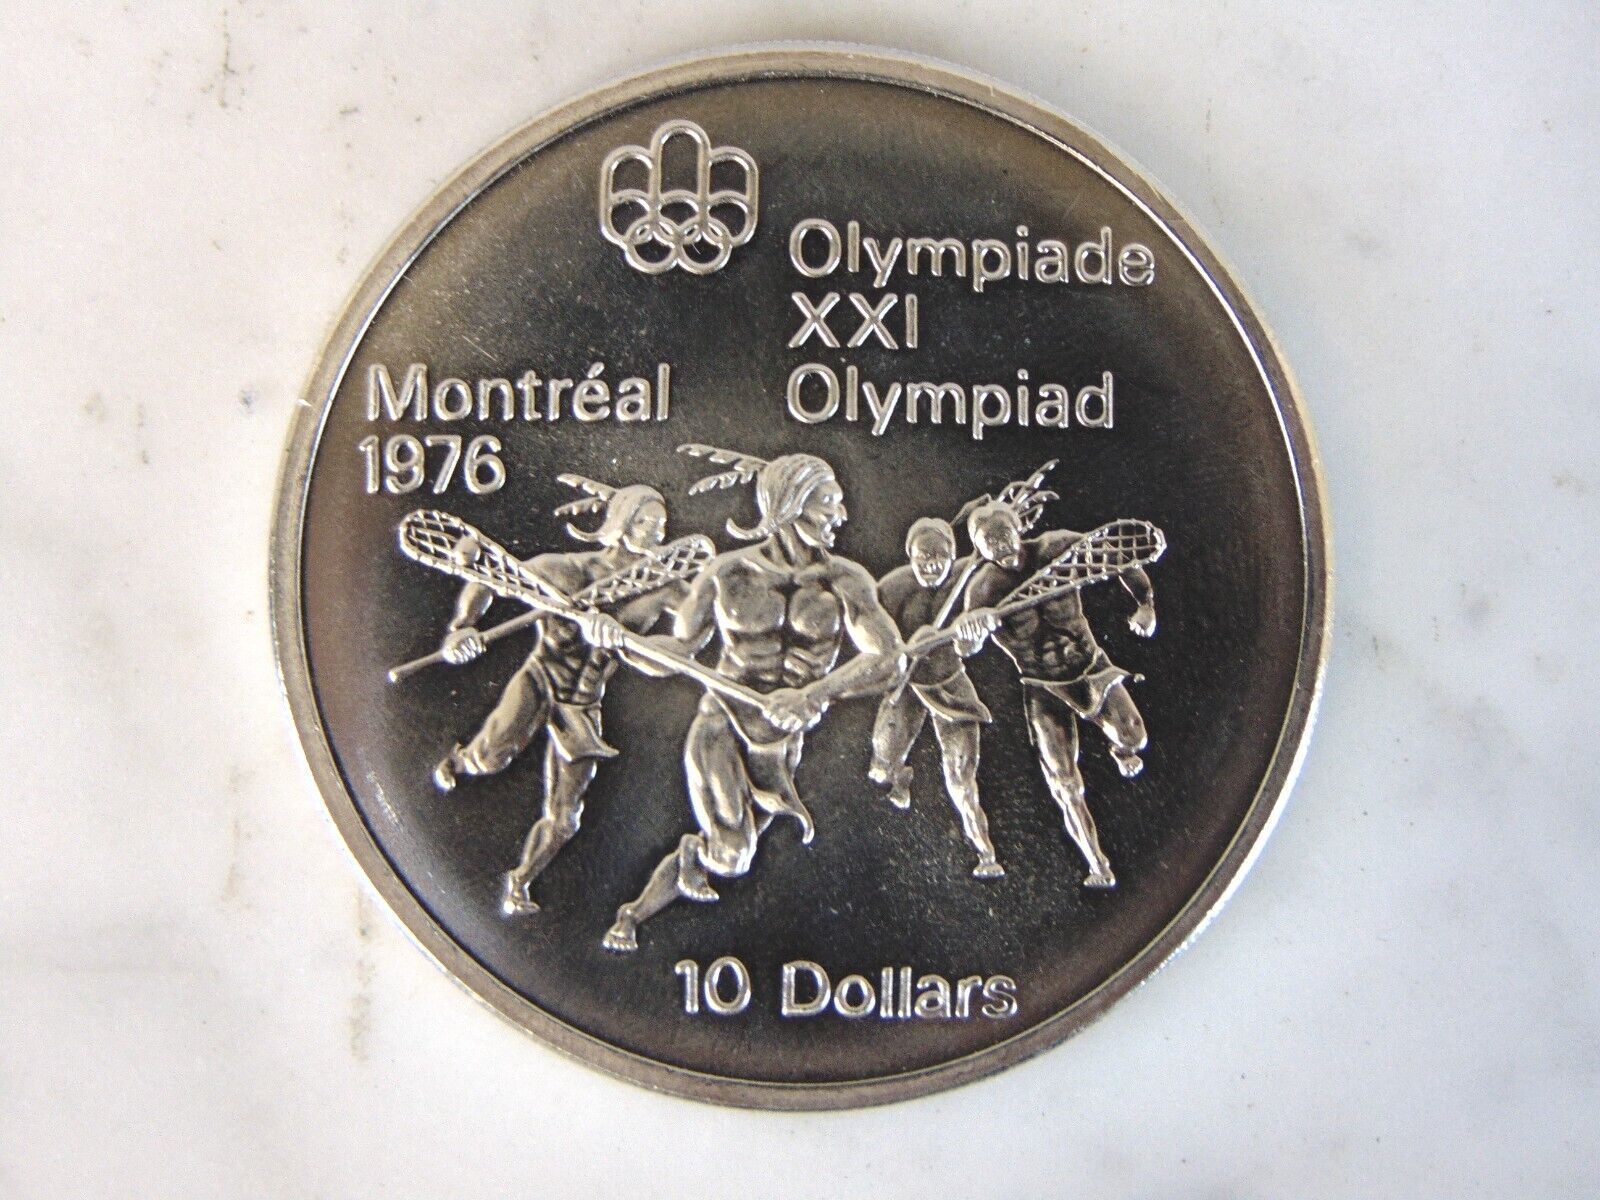 Olympiade
XXI
Olympiad
Montréal
1976
10 Dollars